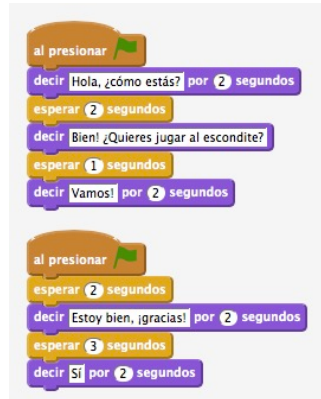 al presionar
decir Hola, ¿cómo estás? por 2 segundos
esperar 2 segundos
decir Bien! ¿Quieres jugar al escondite?
esperar 1 segundos
decir Vamos! por 2 segundos
al presionar
esperar 2 segundos
decir Estoy bien, ¡gracias! por 2 segundos
esperar 3 segundos
decir Sí por 2 segundos